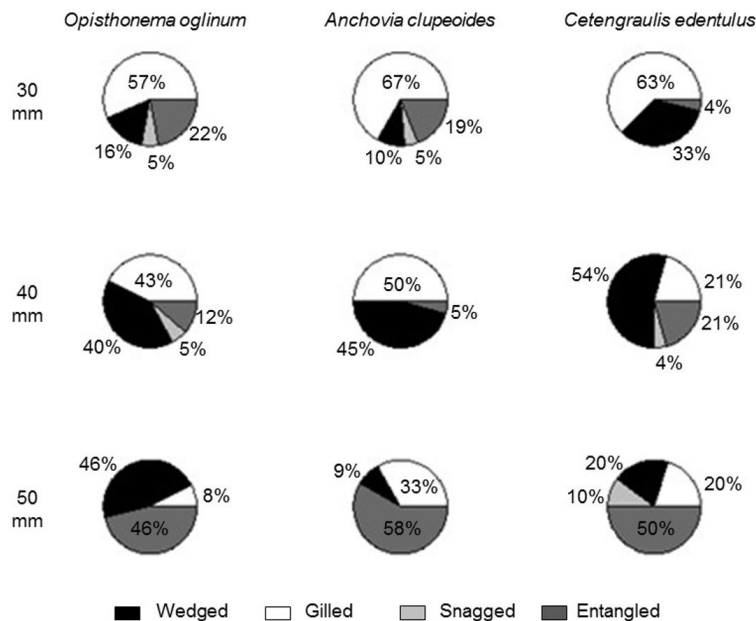 Opisthonema oglinum Anchovia clupeoides Cetengraulis edentulus
30 mm
57% 16% 5% 22%
67% 10% 5% 19%
63% 33% 4%
40 mm
43% 40% 5% 12%
50% 45% 5%
54% 21% 21% 4%
50 mm
46% 8% 46%
9% 33% 58%
20% 20% 10% 50%
Wedged Gilled Snagged Entangled